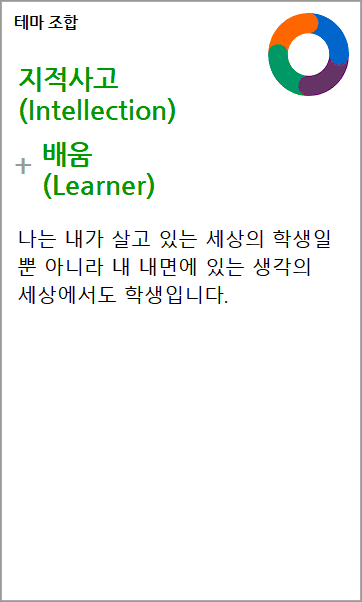 테마 조합
지적사고
(Intellection)
+ 배움
(Learner)
나는 내가 살고 있는 세상의 학생일
뿐 아니라 내 내면에 있는 생각의
세상에서도 학생입니다.